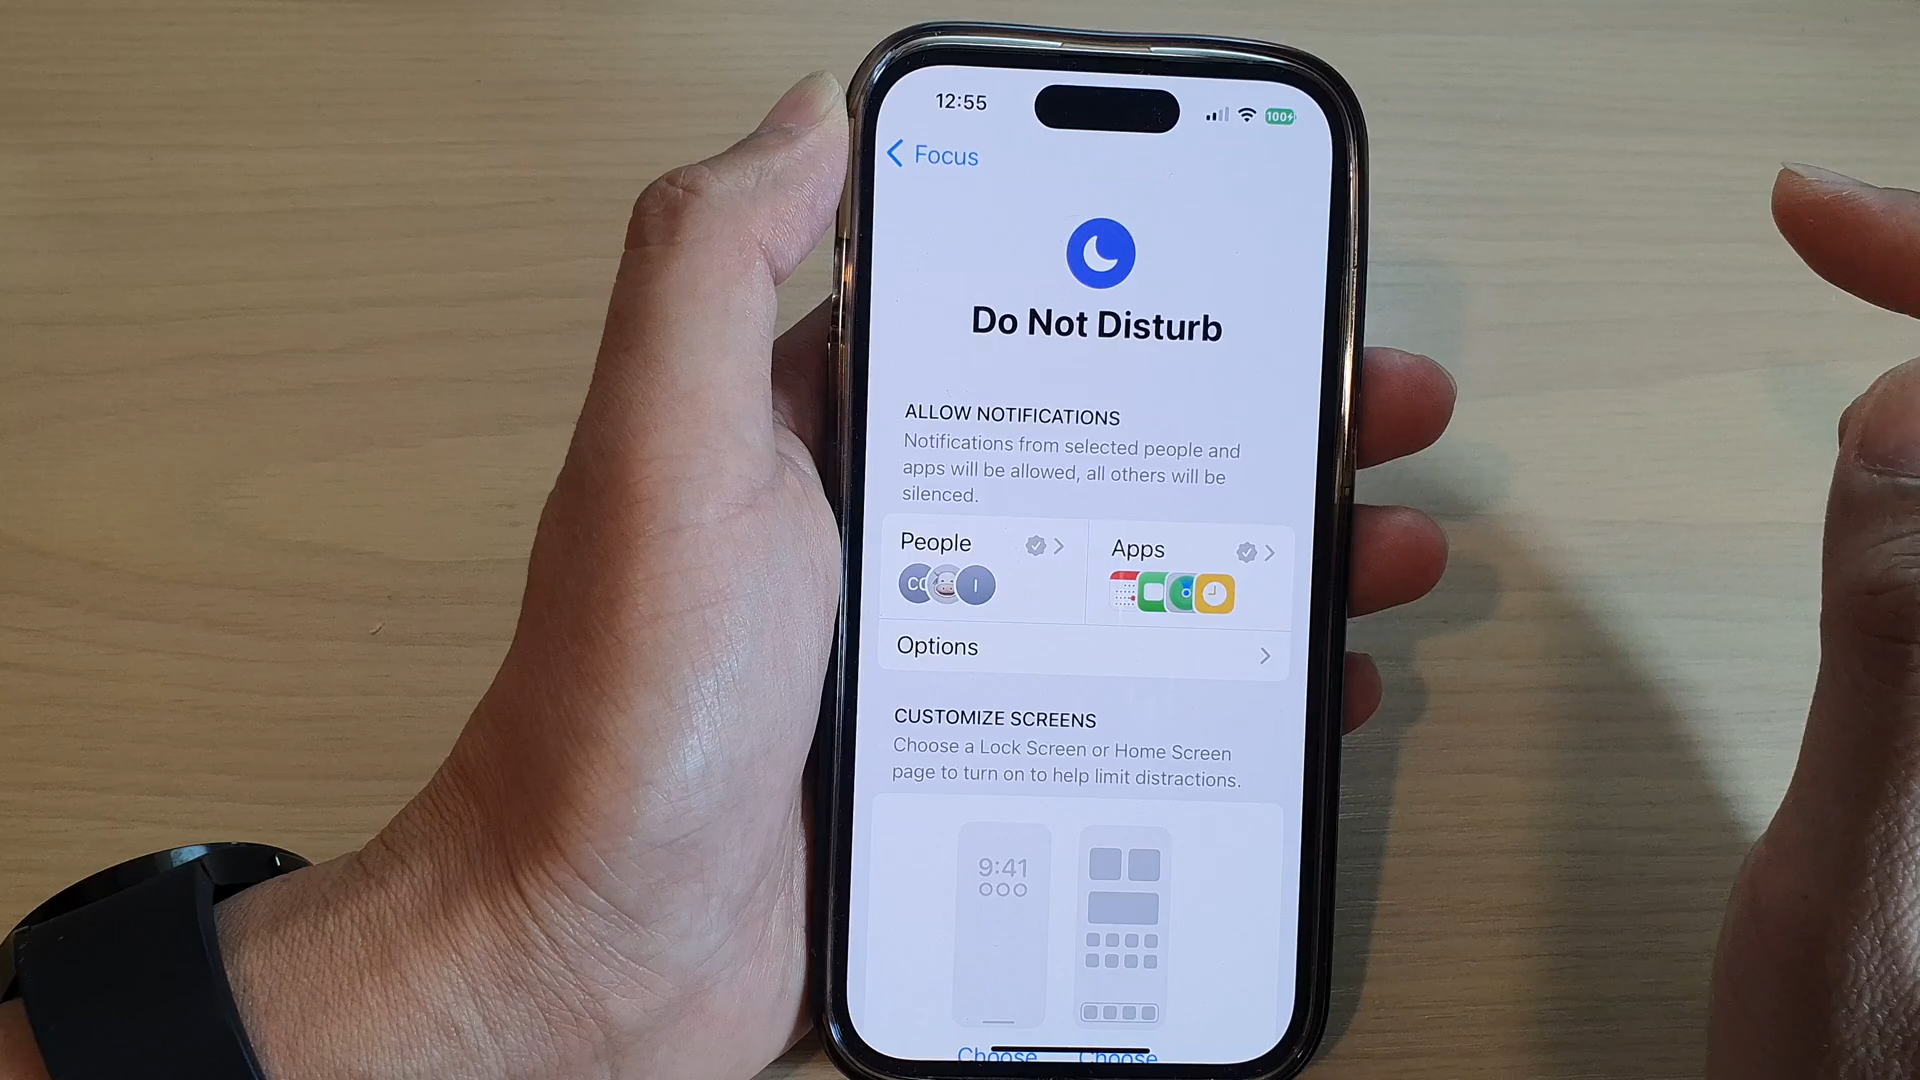 12:55
100
Focus
Do Not Disturb
ALLOW NOTIFICATIONS
Notifications from selected people and
apps will be allowed, all others will be
silenced.
People
Apps
I
Options
CUSTOMIZE SCREENS
Choose a Lock Screen or Home Screen
page to turn on to help limit distractions.
9:41
Choose
Choose